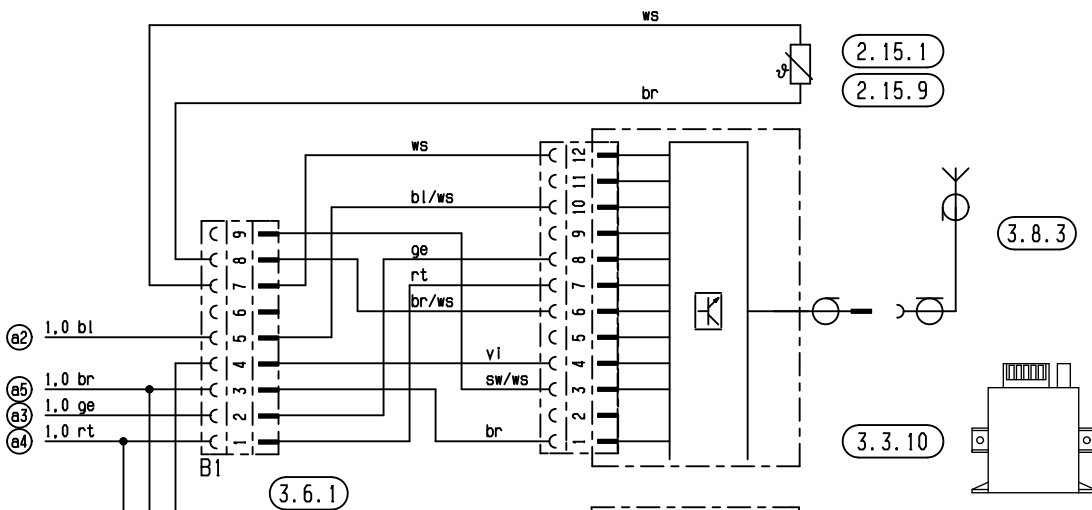 ws
2.15.1
ϑ
br
2.15.9
ws
12
11
bl/ws
10
9
9
3.8.3
8
ge
8
7
rt
7
6
br/ws
6
a2 1,0 bl
5
5
4
vi
4
a5 1,0 br
3
sw/ws
3
a3 1,0 ge
2
2
a4 1,0 rt
1
br
1
3.3.10
B1
3.6.1